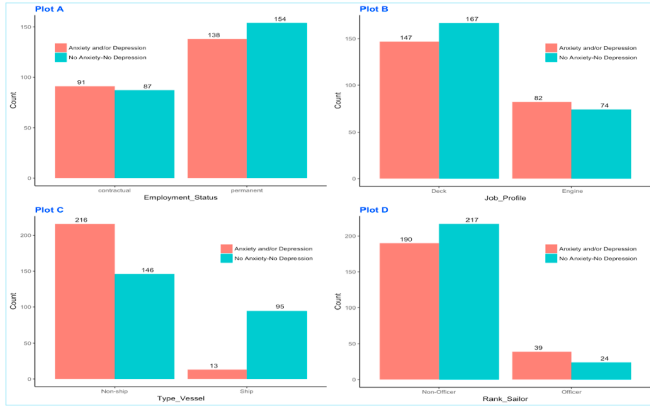 Plot A
Count
150
100
50
0
91
87
138
154
Anxiety and/or Depression
No Anxiety-No Depression
contractual
permanent
Employment_Status
Plot B
Count
150
100
50
0
147
167
82
74
Anxiety and/or Depression
No Anxiety-No Depression
Deck
Engine
Job_Profile
Plot C
Count
200
150
100
50
0
216
146
13
95
Anxiety and/or Depression
No Anxiety-No Depression
Non-ship
Ship
Type_Vessel
Plot D
Count
200
150
100
50
0
190
217
39
24
Anxiety and/or Depression
No Anxiety-No Depression
Non-Officer
Officer
Rank_Sailor